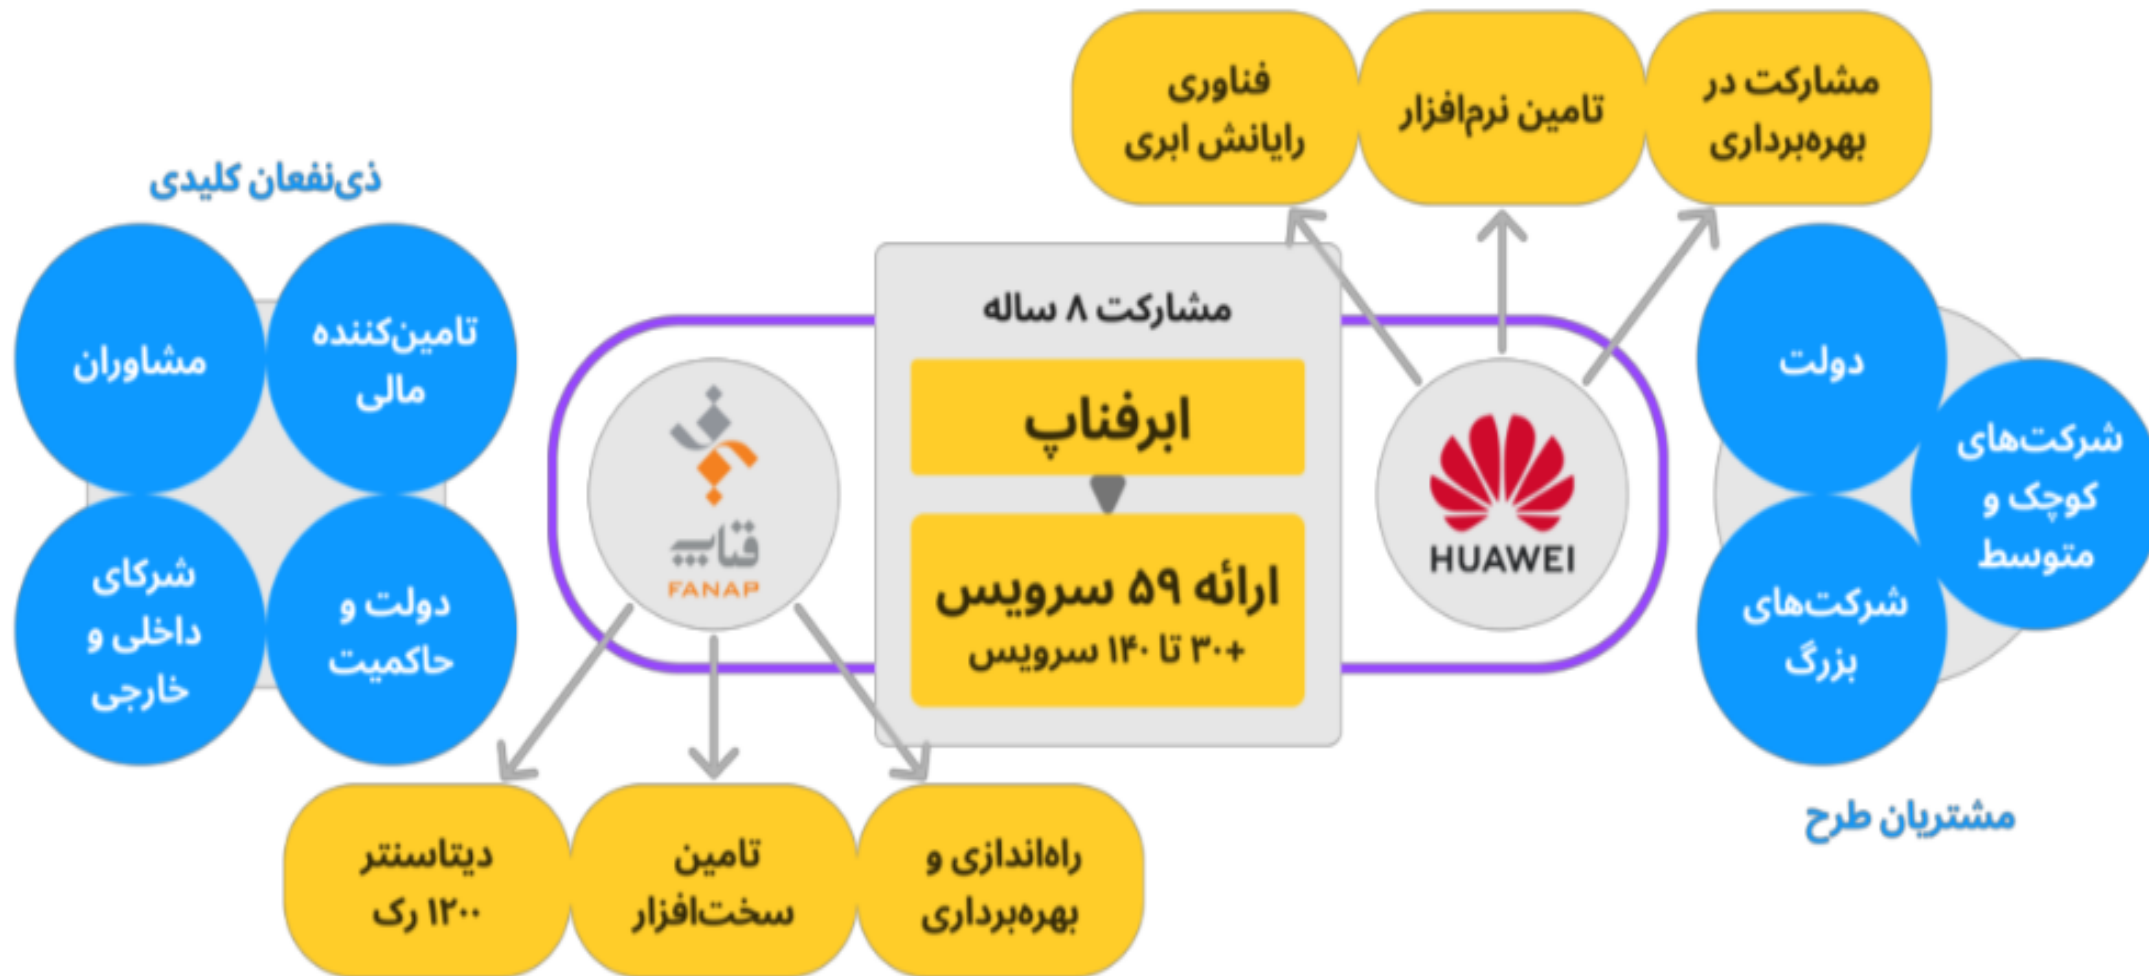 مشارکت در
بهره‌برداری
تامین نرم‌افزار
فناوری
رایانش ابری
دولت
شرکت‌های
کوچک و
متوسط
شرکت‌های
بزرگ
مشتریان طرح
HUAWEI
مشارکت ۸ ساله
ابرفناپ
ارائه ۵۹ سرویس
+۳۰ تا ۱۴۰ سرویس
فناپ
FANAP
راه‌اندازی و
بهره‌برداری
تامین
سخت‌افزار
دیتاسنتر
۱۲۰۰ رک
ذی‌نفعان کلیدی
تامین‌کننده
مالی
مشاوران
دولت و
حاکمیت
شرکای
داخلی و
خارجی